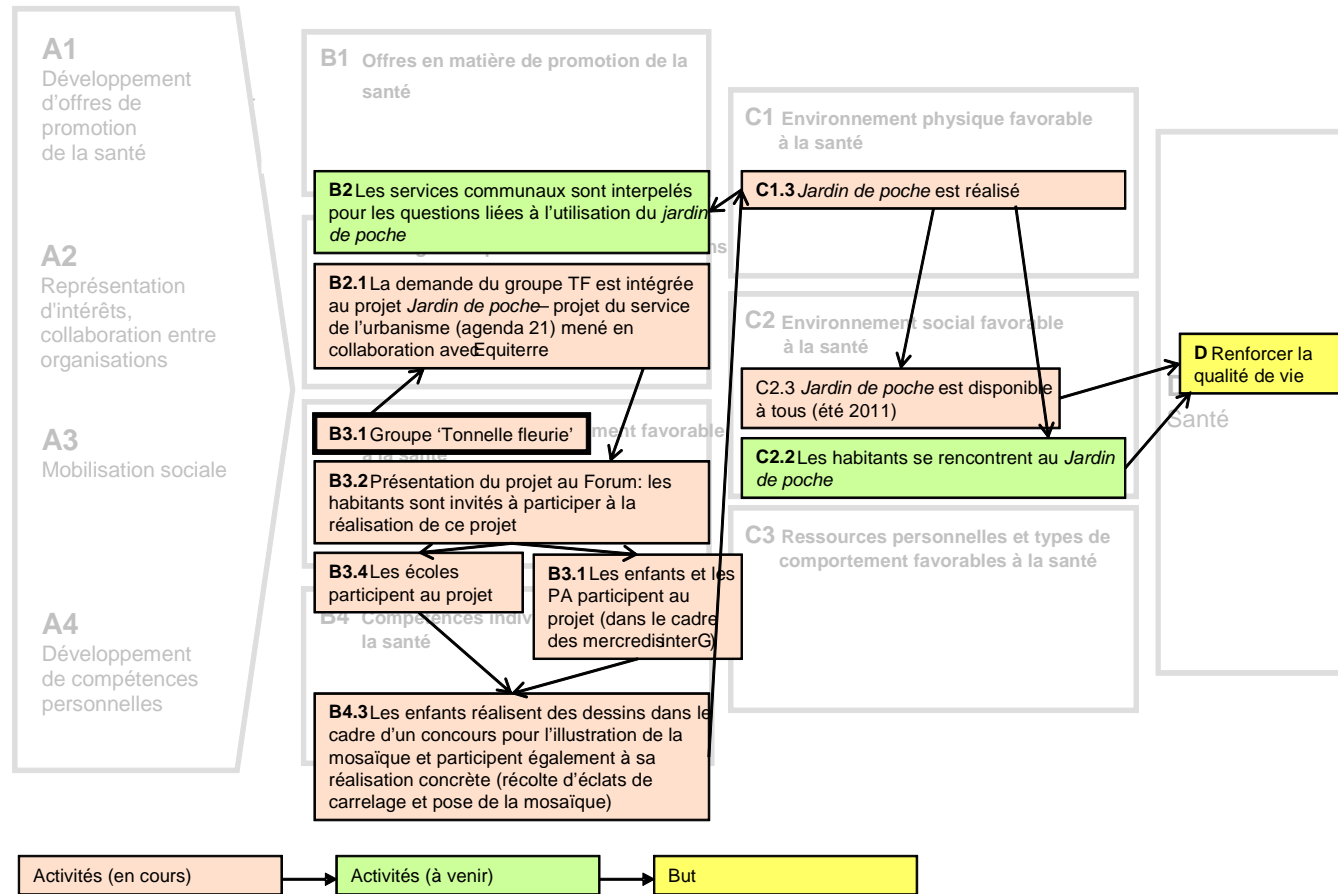 A1
Développement
d'offres de
promotion
de la santé
A2
Représentation
d'intérêts,
collaboration entre
organisations
A3
Mobilisation sociale
A4
Développement
de compétences
personnelles
B1 Offres en matière de promotion de la
santé
B2 Les services communaux sont interpelés
pour les questions liées à l'utilisation du jardin
de poche
ns
B2.1 La demande du groupe TF est intégrée
au projet Jardin de poche– projet du service
de l'urbanisme (agenda 21) mené en
collaboration avec Equiterre
B3.1 Groupe 'Tonnelle fleurie'
ment favorable
à la santé
B3.2 Présentation du projet au Forum: les
habitants sont invités à participer à la
réalisation de ce projet
B3.4 Les écoles
participent au projet
B3.1 Les enfants et les
PA participent au
projet (dans le cadre
des mercredis interG)
B4 Compétences indiv
la santé
B4.3 Les enfants réalisent des dessins dans le
cadre d'un concours pour l'illustration de la
mosaïque et participent également à sa
réalisation concrète (récolte d'éclats de
carrelage et pose de la mosaïque)
C1 Environnement physique favorable
à la santé
C1.3 Jardin de poche est réalisé
C2 Environnement social favorable
à la santé
C2.3 Jardin de poche est disponible
à tous (été 2011)
C2.2 Les habitants se rencontrent au Jardin
de poche
C3 Ressources personnelles et types de
comportement favorables à la santé
D Renforcer la
qualité de vie
D
Santé
Activités (en cours)
Activités (à venir)
But